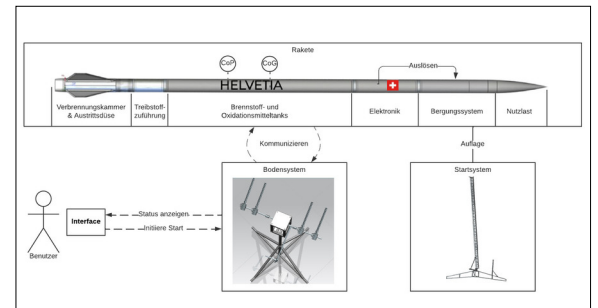 Rakete
CoP
CoG
Auslösen
HELVETIA
Verbrennungskammer
& Austrittsdüse
Treibstoff-
zuführung
Brennstoff- und
Oxidationsmitteltanks
Elektronik
Bergungssystem
Nutzlast
Kommunizieren
Auflage
Bodensystem
Startsystem
Interface
Status anzeigen
Initiiere Start
Benutzer